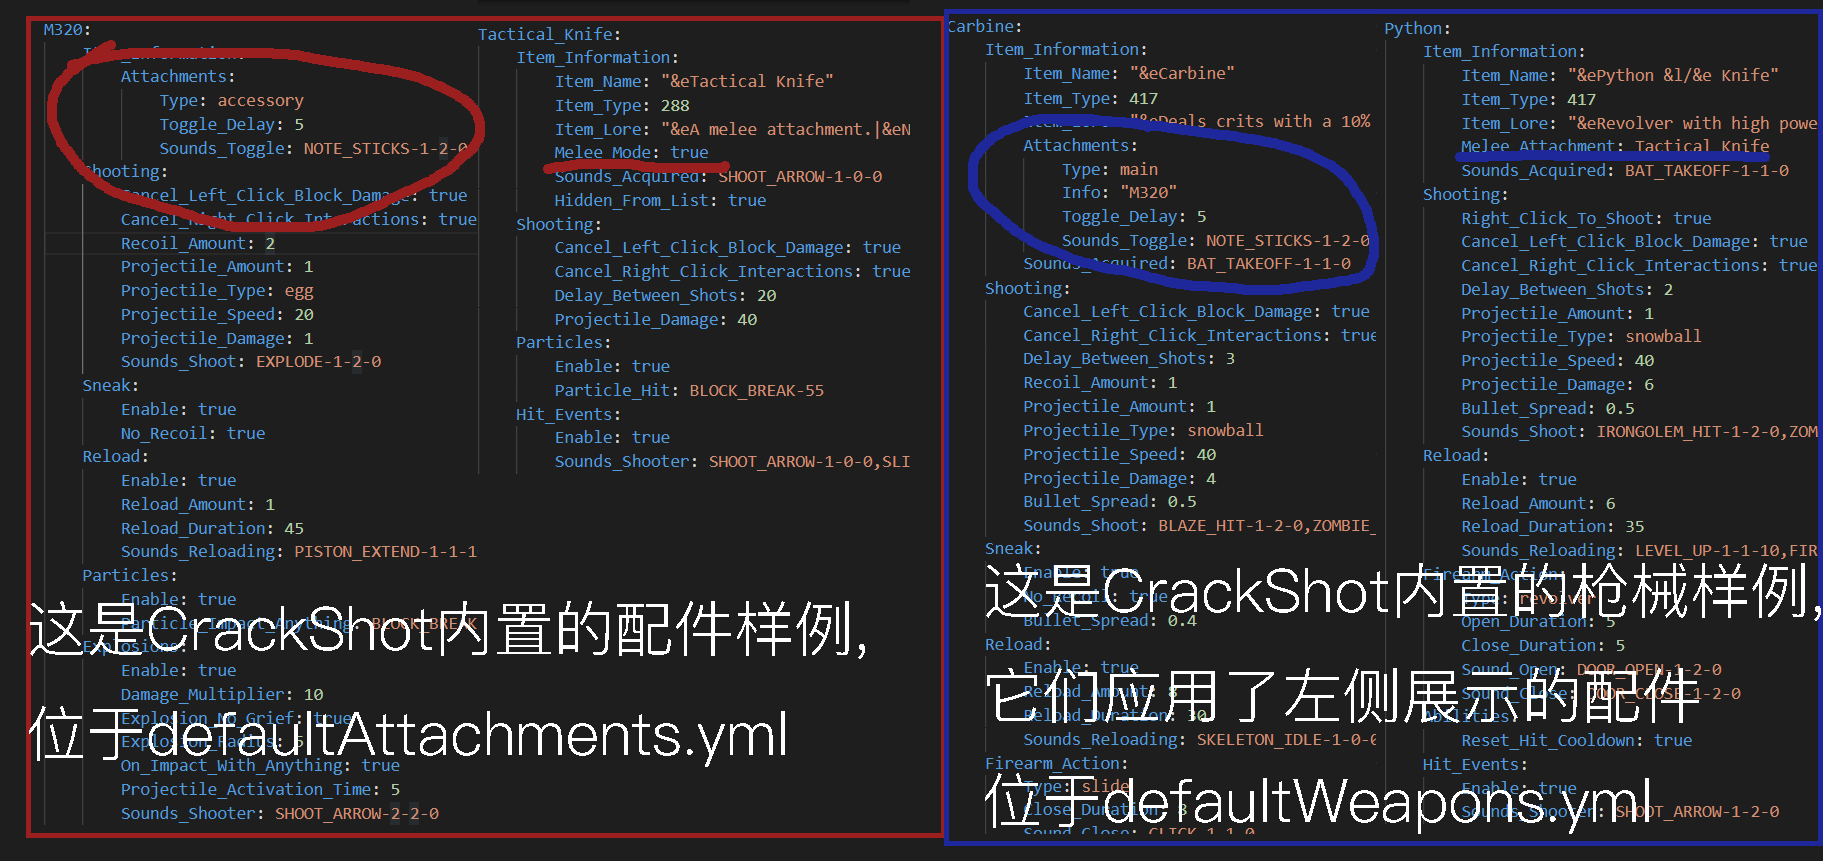 M320:
Attachments:
Type: accessory
Toggle_Delay: 5
Sounds_Toggle: NOTE_STICKS-1-2-0
Shooting:
Cancel_Left_Click_Block_Damage: true
Cancel_Right_Click_Interactions: true
Recoil_Amount: 2
Projectile_Amount: 1
Projectile_Type: egg
Projectile_Speed: 20
Projectile_Damage: 1
Sounds_Shoot: EXPLODE-1-2-0
Sneak:
Enable: true
No_Recoil: true
Reload:
Enable: true
Reload_Amount: 1
Reload_Duration: 45
Sounds_Reloading: PISTON_EXTEND-1-1-1
Particles:
Enable: true
Particle_Impact_Anything: BLOCK_BREAK
Explosions:
Enable: true
Damage_Multiplier: 10
Explosion_No_Grief: true
Explosion_Radius: 5
On_Impact_With_Anything: true
Projectile_Activation_Time: 5
Sounds_Shooter: SHOOT_ARROW-2-2-0
Tactical_Knife:
Item_Information:
Item_Name: "&eTactical Knife"
Item_Type: 288
Item_Lore: "&eA melee attachment.|&eN
Melee_Mode: true
Sounds_Acquired: SHOOT_ARROW-1-0-0
Hidden_From_List: true
Shooting:
Cancel_Left_Click_Block_Damage: true
Cancel_Right_Click_Interactions: true
Delay_Between_Shots: 20
Projectile_Damage: 40
Particles:
Enable: true
Particle_Hit: BLOCK_BREAK-55
Hit_Events:
Enable: true
Sounds_Shooter: SHOOT_ARROW-1-0-0,SLI
这是CrackShot内置的配件样例,
位于defaultAttachments.yml
Carbine:
Item_Information:
Item_Name: "&eCarbine"
Item_Type: 417
Item_Lore: "&eDeals crits with a 10%
Attachments:
Type: main
Info: "M320"
Toggle_Delay: 5
Sounds_Toggle: NOTE_STICKS-1-2-0
Sounds_Acquired: BAT_TAKEOFF-1-1-0
Shooting:
Cancel_Left_Click_Block_Damage: true
Cancel_Right_Click_Interactions: true
Delay_Between_Shots: 3
Recoil_Amount: 1
Projectile_Amount: 1
Projectile_Type: snowball
Projectile_Speed: 40
Projectile_Damage: 4
Bullet_Spread: 0.5
Sounds_Shoot: BLAZE_HIT-1-2-0,ZOMBIE_
Sneak:
Enable: true
No_Recoil: true
Bullet_Spread: 0.4
Reload:
Enable: true
Reload_Amount: 8
Reload_Duration: 30
Sounds_Reloading: SKELETON_IDLE-1-0-0
Firearm_Action:
Type: slide
Close_Duration: 3
Sound_Close: CLICK-1-1-0
Python:
Item_Information:
Item_Name: "&ePython &l/&e Knife"
Item_Type: 417
Item_Lore: "&eRevolver with high powe
Melee_Attachment: Tactical_Knife
Sounds_Acquired: BAT_TAKEOFF-1-1-0
Shooting:
Right_Click_To_Shoot: true
Cancel_Left_Click_Block_Damage: true
Cancel_Right_Click_Interactions: true
Delay_Between_Shots: 2
Projectile_Amount: 1
Projectile_Type: snowball
Projectile_Speed: 40
Projectile_Damage: 6
Bullet_Spread: 0.5
Sounds_Shoot: IRONGOLEM_HIT-1-2-0,ZOM
Reload:
Enable: true
Reload_Amount: 6
Reload_Duration: 35
Sounds_Reloading: LEVEL_UP-1-1-10,FIR
Firearm_Action:
Type: revolver
Open_Duration: 5
Close_Duration: 5
Sound_Open: DOOR_OPEN-1-2-0
Sound_Close: DOOR_CLOSE-1-2-0
Abilities:
Reset_Hit_Cooldown: true
Hit_Events:
Enable: true
Sounds_Shooter: SHOOT_ARROW-1-2-0
这是CrackShot内置的枪械样例,
它们应用了左侧展示的配件
位于defaultWeapons.yml